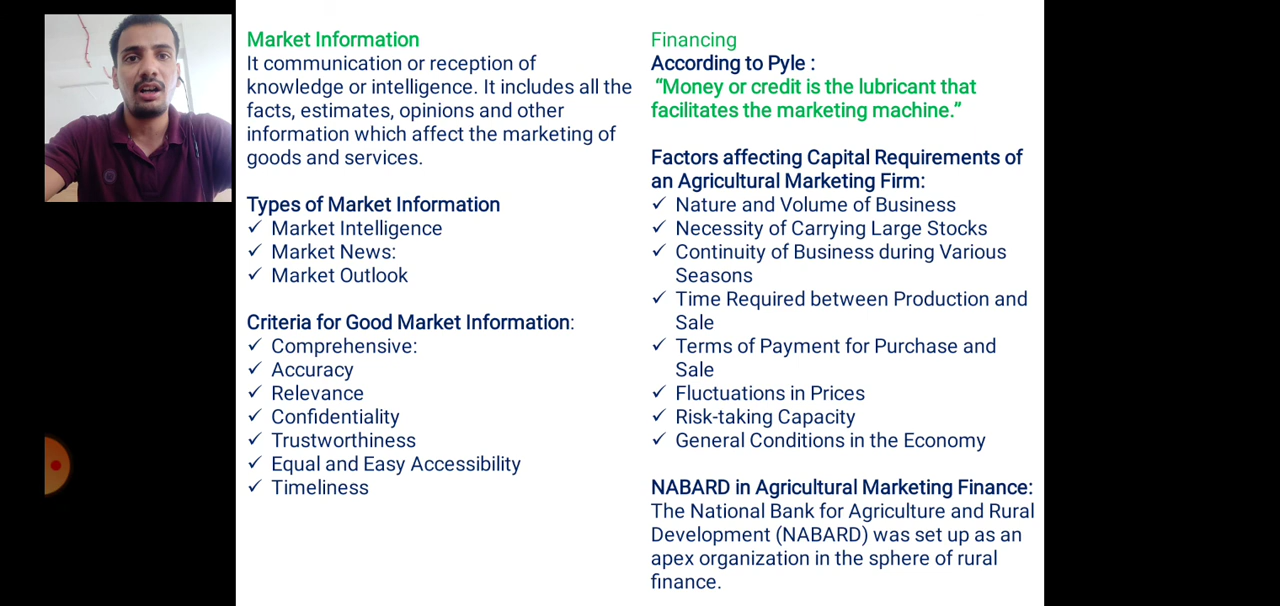 Market Information
It communication or reception of
knowledge or intelligence. It includes all the
facts, estimates, opinions and other
information which affect the marketing of
goods and services.
Types of Market Information
✓ Market Intelligence
✓ Market News:
✓ Market Outlook
Criteria for Good Market Information:
✓ Comprehensive:
✓ Accuracy
✓ Relevance
✓ Confidentiality
✓ Trustworthiness
✓ Equal and Easy Accessibility
✓ Timeliness
Financing
According to Pyle :
“Money or credit is the lubricant that
facilitates the marketing machine.”
Factors affecting Capital Requirements of
an Agricultural Marketing Firm:
✓ Nature and Volume of Business
✓ Necessity of Carrying Large Stocks
✓ Continuity of Business during Various
Seasons
✓ Time Required between Production and
Sale
✓ Terms of Payment for Purchase and
Sale
✓ Fluctuations in Prices
✓ Risk-taking Capacity
✓ General Conditions in the Economy
NABARD in Agricultural Marketing Finance:
The National Bank for Agriculture and Rural
Development (NABARD) was set up as an
apex organization in the sphere of rural
finance.